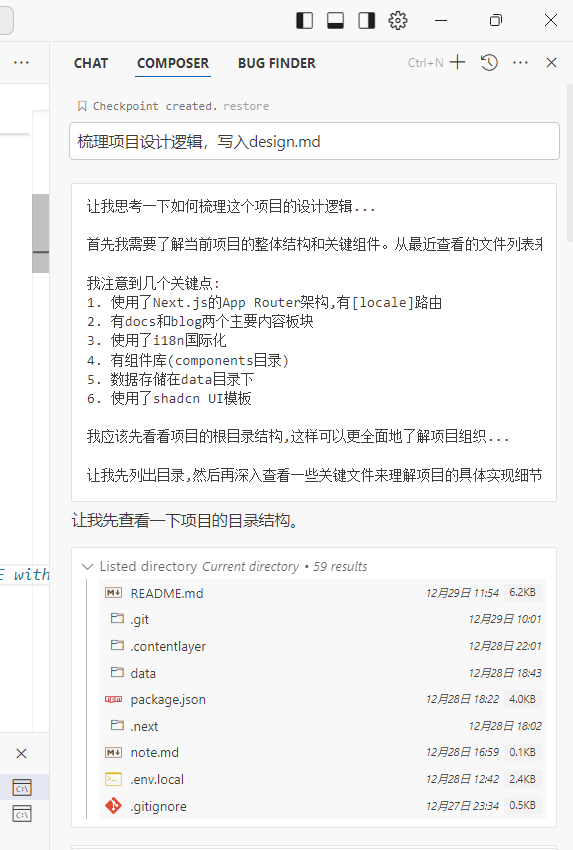 CHAT COMPOSER BUG FINDER Ctrl+N
Checkpoint created. restore
梳理项目设计逻辑，写入design.md
让我思考一下如何梳理这个项目的设计逻辑...
首先我需要了解当前项目的整体结构和关键组件。从最近查看的文件列表来
我注意到几个关键点:
1. 使用了Next.js的App Router架构,有[locale]路由
2. 有docs和blog两个主要内容板块
3. 使用了i18n国际化
4. 有组件库(components目录)
5. 数据存储在data目录下
6. 使用了shadcn UI模板
我应该先看看项目的根目录结构,这样可以更全面地了解项目组织...
让我先列出目录,然后再深入查看一些关键文件来理解项目的具体实现细节
让我先查看一下项目的目录结构。
Listed directory Current directory • 59 results
README.md 12月29日 11:54 6.2KB
.git 12月29日 10:01
.contentlayer 12月28日 22:01
data 12月28日 18:43
package.json 12月28日 18:22 4.0KB
.next 12月28日 18:02
note.md 12月28日 16:59 0.1KB
.env.local 12月28日 12:42 2.4KB
.gitignore 12月27日 23:34 0.5KB
E with